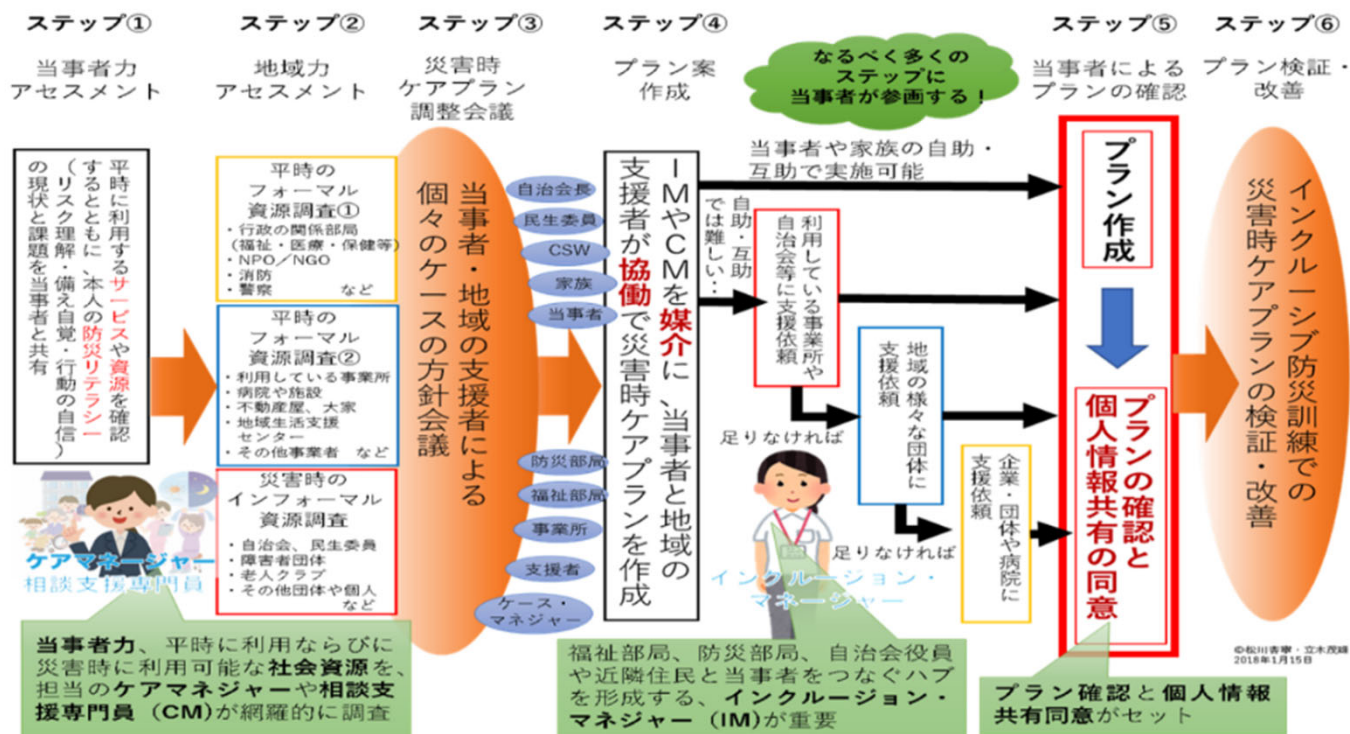 ステップ①
当事者力
アセスメント
平時に利用するサービスや資源を確認
するとともに、本人の防災リテラシー
(リスク理解・備え自覚・行動の自信)
の現状と課題を当事者と共有
ケアマネージャー
相談支援専門員
当事者力、平時に利用ならびに
災害時に利用可能な社会資源を、
担当のケアマネジャーや相談支
援専門員 (CM)が網羅的に調査
ステップ②
地域力
アセスメント
平時の
フォーマル
資源調査①
・行政の関係部局
(福祉・医療・保健等)
・NPO/NGO
・消防
・警察 など
平時の
フォーマル
資源調査②
・利用している事業所
・病院や施設
・不動産屋、大家
・地域生活支援
センター
・その他事業者 など
災害時の
インフォーマル
資源調査
・自治会、民生委員
・障害者団体
・老人クラブ
・その他団体や個人
など
ステップ③
災害時
ケアプラン
調整会議
当事者・地域の支援者による
個々のケースの方針会議
自治会長
民生委員
CSW
家族
当事者
防災部局
福祉部局
事業所
支援者
ケース・
マネジャー
ステップ④
プラン案
作成
IMやCMを媒介に、当事者と地域の
支援者が協働で災害時ケアプランを作成
なるべく多くの
ステップに
当事者が参画する!
当事者や家族の自助・
互助で実施可能
自助・互助
では難しい…
利用している事業所や
自治会等に支援依頼
足りなければ
地域の様々な団体に
支援依頼
足りなければ
企業・団体や病院に
支援依頼
インクルージョン・
マネージャー
福祉部局、防災部局、自治会役員
や近隣住民と当事者をつなぐハブ
を形成する、インクルージョン・
マネジャー (IM)が重要
ステップ⑤
当事者による
プランの確認
プラン作成
プランの確認と
個人情報共有の同意
プラン確認と個人情報
共有同意がセット
ステップ⑥
プラン検証・
改善
インクルーシブ防災訓練での
災害時ケアプランの検証・改善
©松川杏寧・立木茂雄
2018年1月15日